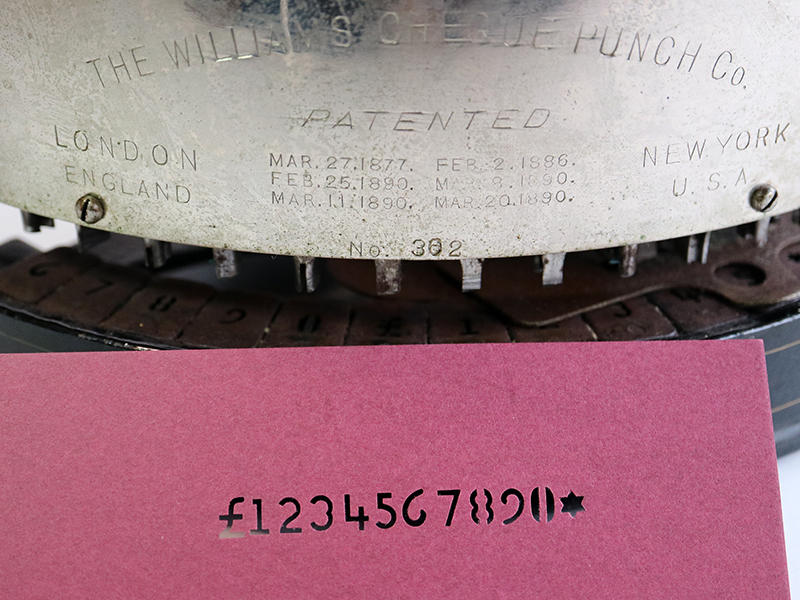 THE WILLIAMS CHEQUE PUNCH Co.
PATENTED
LONDON
ENGLAND
MAR. 27. 1877. FEB. 2. 1886.
FEB. 25. 1890. MAR. 8. 1890.
MAR. 11. 1890. MAR. 20. 1890.
NEW YORK
U. S. A.
No. 362
£1234567890★